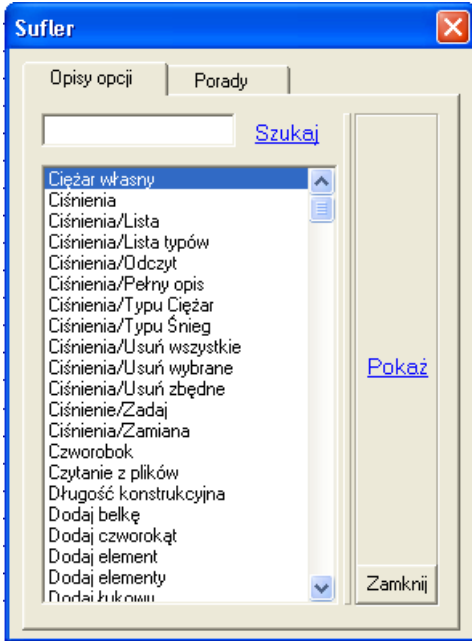 Sufler
Opisy opcji
Porady
Szukaj
Ciężar własny
Ciśnienia
Ciśnienia/Lista
Ciśnienia/Lista typów
Ciśnienia/Odczyt
Ciśnienia/Pełny opis
Ciśnienia/Typu Ciężar
Ciśnienia/Typu Śnieg
Ciśnienia/Usuń wszystkie
Ciśnienia/Usuń wybrane
Ciśnienia/Usuń zbędne
Ciśnienie/Zadaj
Ciśnienia/Zamiana
Czworobok
Czytanie z plików
Długość konstrukcyjna
Dodaj belkę
Dodaj czworokąt
Dodaj element
Dodaj elementy
Dodaj łukowy
Pokaż
Zamknij